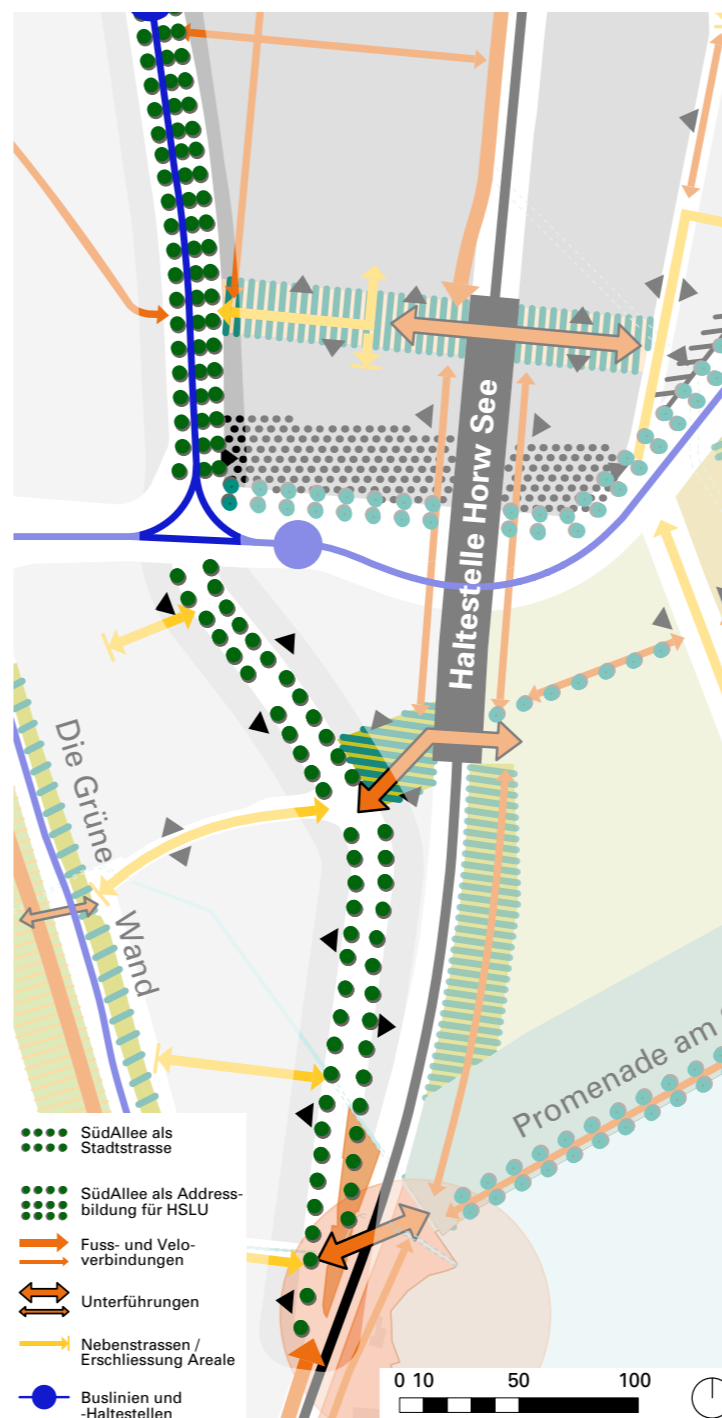 Haltestelle Horw See
Die Grüne
Wand
Promenade am
SüdAllee als
Stadtstrasse
SüdAllee als Address-
bildung für HSLU
Fuss- und Velo-
verbindungen
Unterführungen
Nebenstrassen /
Erschliessung Areale
Buslinien und
-Haltestellen
0 10 50 100